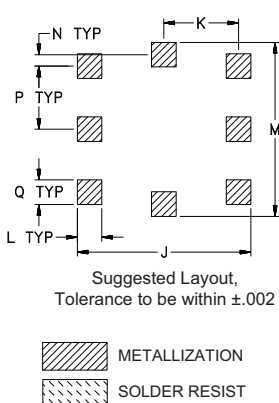 N TYP
K
P TYP
M
Q TYP
L TYP
J
Suggested Layout,
Tolerance to be within ±.002
METALLIZATION
SOLDER RESIST